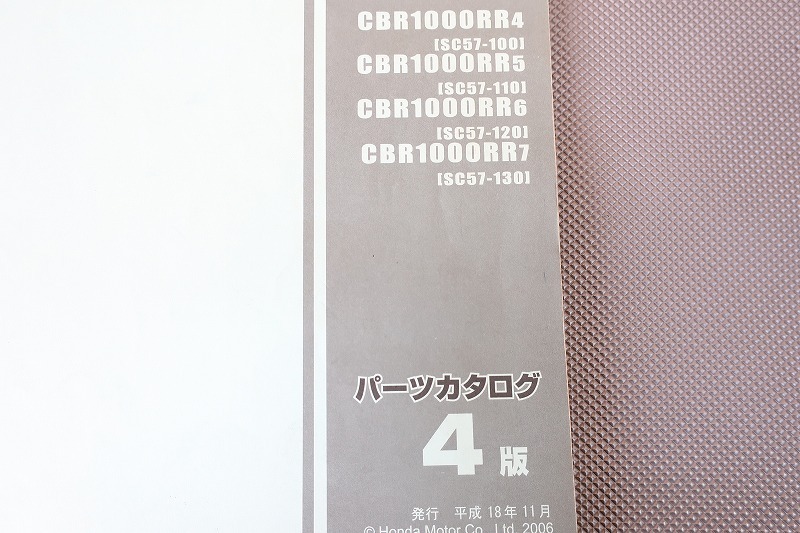 CBR1000RR4
[SC57-100]
CBR1000RR5
[SC57-110]
CBR1000RR6
[SC57-120]
CBR1000RR7
[SC57-130]
パーツカタログ
4版
発行 平成 18年 11月
© Honda Motor Co., Ltd. 2006